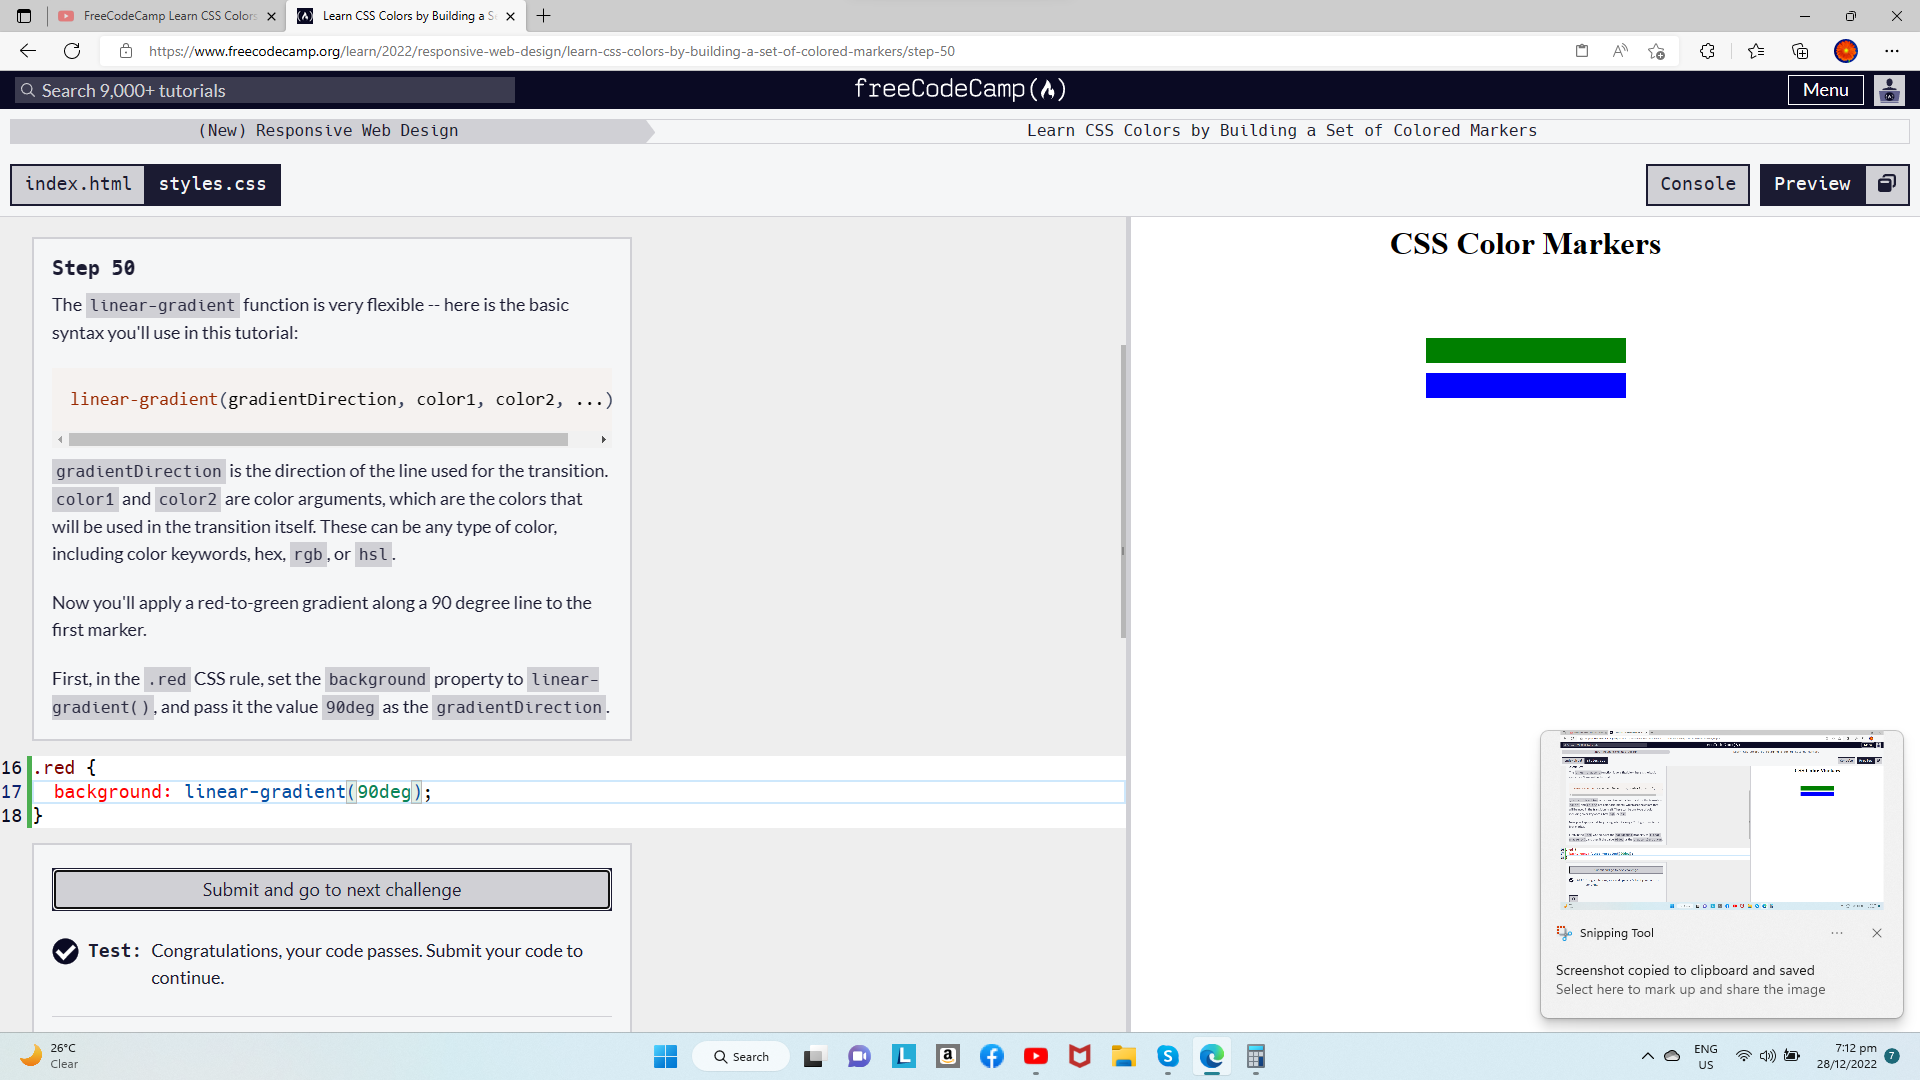 FreeCodeCamp Learn CSS Colors
Learn CSS Colors by Building a Se
https://www.freecodecamp.org/learn/2022/responsive-web-design/learn-css-colors-by-building-a-set-of-colored-markers/step-50
Search 9,000+ tutorials
freeCodeCamp
Menu
(New) Responsive Web Design
Learn CSS Colors by Building a Set of Colored Markers
index.html
styles.css
Console
Preview
Step 50
The linear-gradient function is very flexible -- here is the basic
syntax you'll use in this tutorial:
linear-gradient(gradientDirection, color1, color2, ...)
gradientDirection is the direction of the line used for the transition.
color1 and color2 are color arguments, which are the colors that
will be used in the transition itself. These can be any type of color,
including color keywords, hex, rgb, or hsl.
Now you'll apply a red-to-green gradient along a 90 degree line to the
first marker.
First, in the .red CSS rule, set the background property to linear-
gradient(), and pass it the value 90deg as the gradientDirection.
16 .red {
17 background: linear-gradient(90deg);
18 }
Submit and go to next challenge
Test: Congratulations, your code passes. Submit your code to
continue.
CSS Color Markers
Snipping Tool
Screenshot copied to clipboard and saved
Select here to mark up and share the image
26°C
Clear
Search
ENG
US
7:12 pm
28/12/2022
7